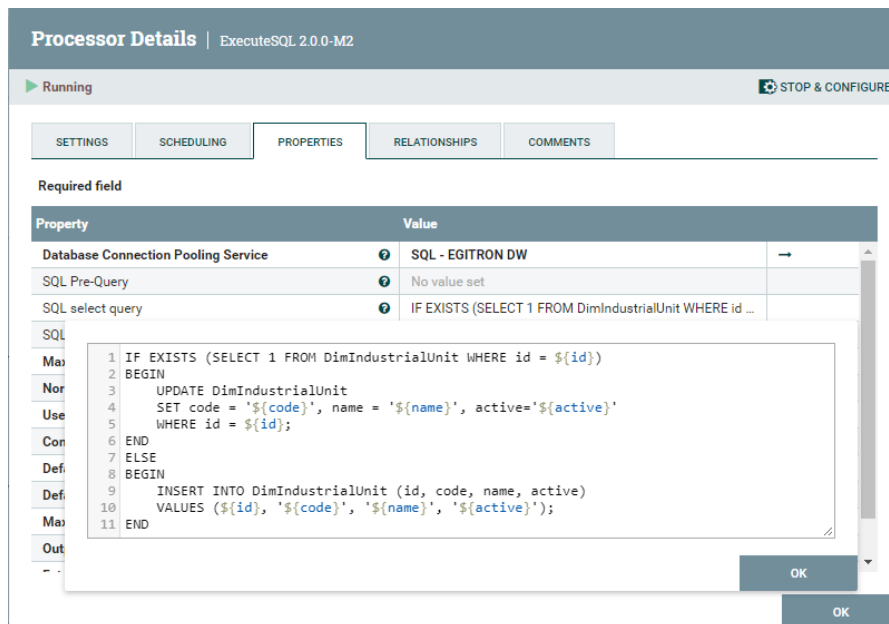 Processor Details | ExecuteSQL 2.0.0-M2
Running
STOP & CONFIGURE
SETTINGS SCHEDULING PROPERTIES RELATIONSHIPS COMMENTS
Required field
Property Value
Database Connection Pooling Service SQL - EGITRON DW
SQL Pre-Query No value set
SQL select query IF EXISTS (SELECT 1 FROM DimIndustrialUnit WHERE id ...
SQL
1 IF EXISTS (SELECT 1 FROM DimIndustrialUnit WHERE id = ${id})
2 BEGIN
3 UPDATE DimIndustrialUnit
4 SET code = '${code}', name = '${name}', active='${active}'
5 WHERE id = ${id};
6 END
7 ELSE
8 BEGIN
9 INSERT INTO DimIndustrialUnit (id, code, name, active)
10 VALUES (${id}, '${code}', '${name}', '${active}');
11 END
Max
Nor
Use
Con
Defa
Defa
Max
Out
OK
OK